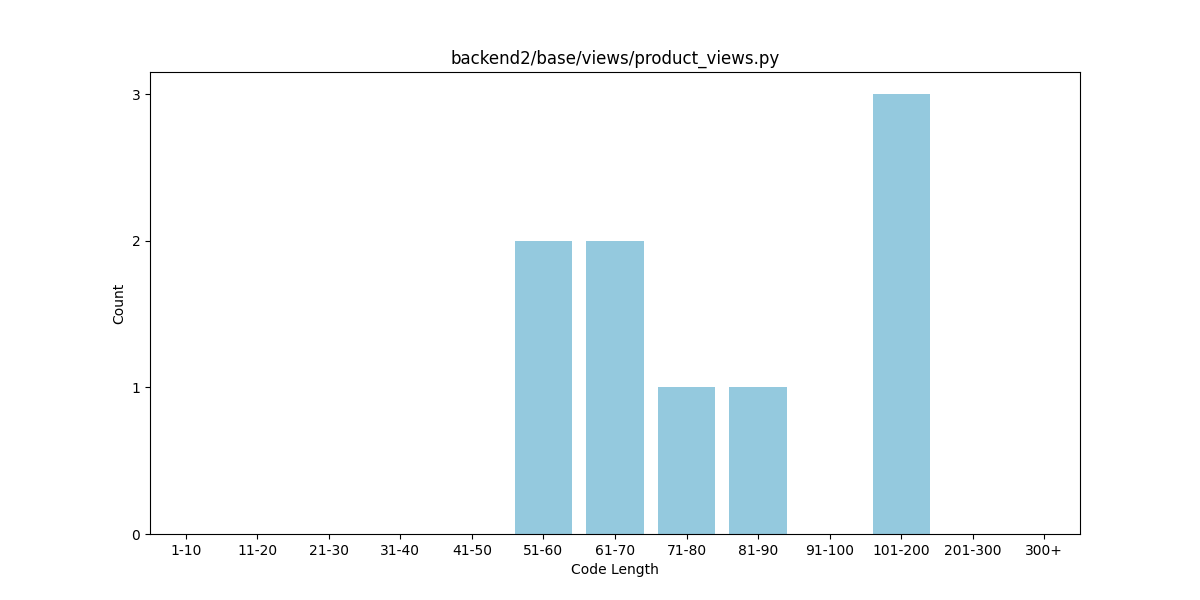 backend2/base/views/product_views.py
Count
3
2
1
0
1-10 11-20 21-30 31-40 41-50 51-60 61-70 71-80 81-90 91-100 101-200 201-300 300+
Code Length